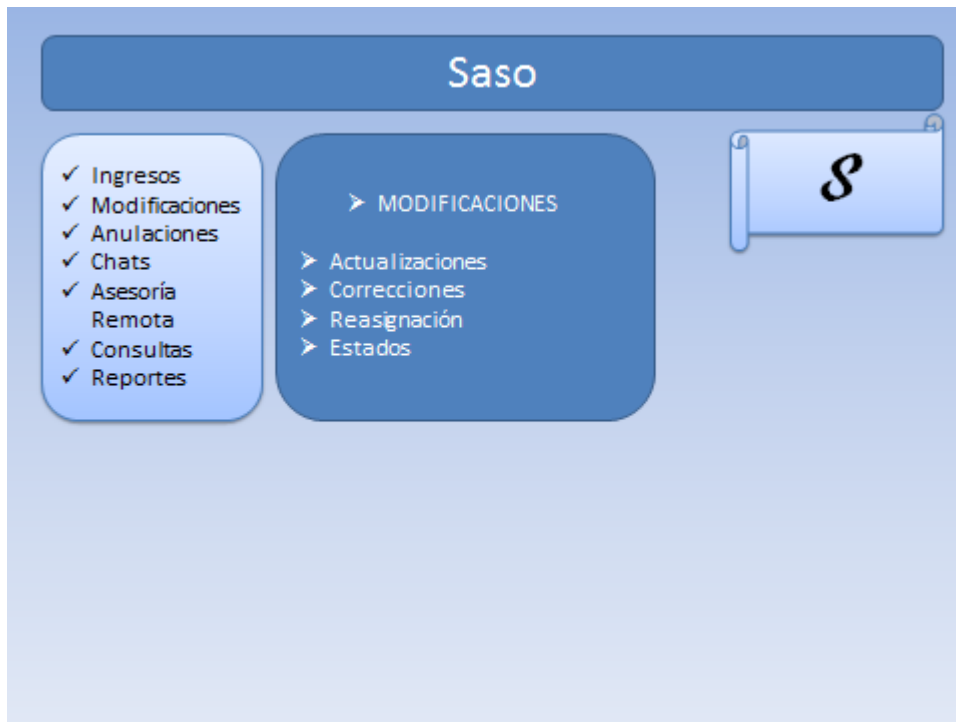 Saso
Ingresos
Modificaciones
Anulaciones
Chats
Asesoría
Remota
Consultas
Reportes
MODIFICACIONES
Actualizaciones
Correcciones
Reasignación
Estados
S